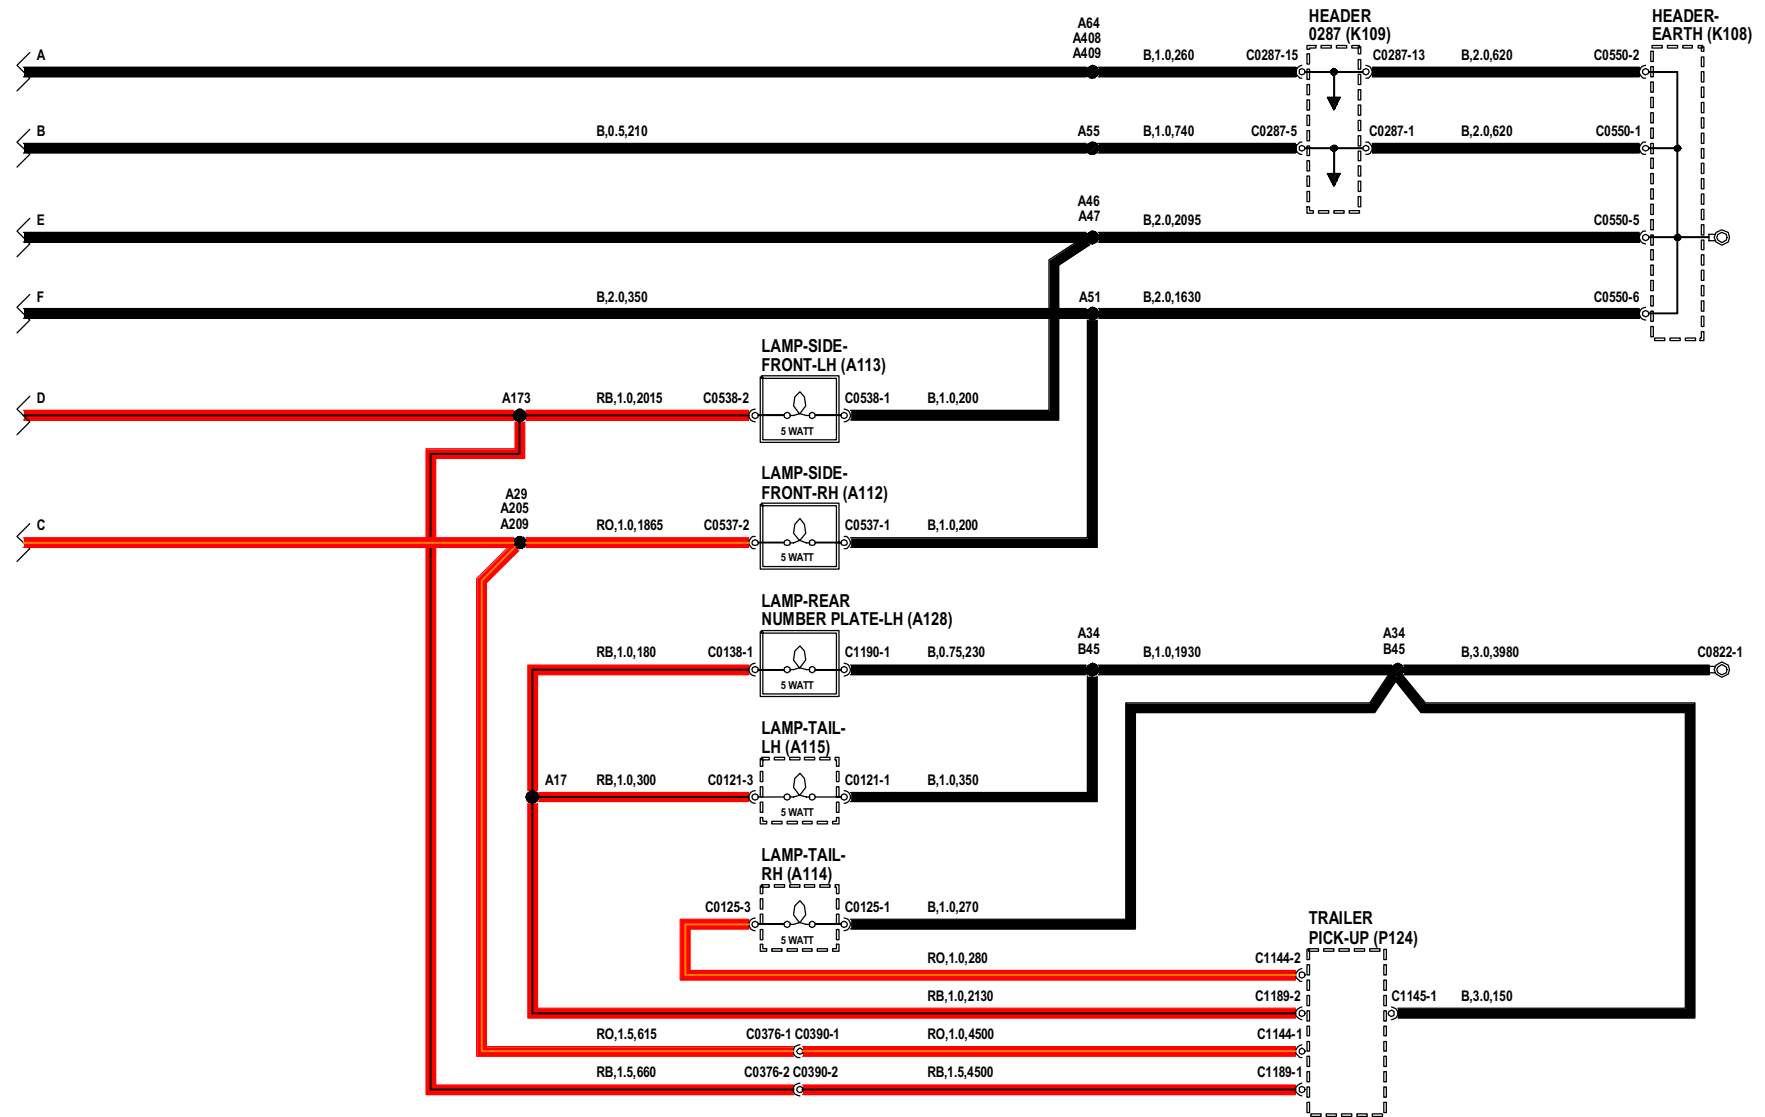 A64
A408
A409
HEADER
0287 (K109)
HEADER-
EARTH (K108)
A
B,1.0,260
C0287-15
C0287-13
B,2.0,620
C0550-2
B
B,0.5,210
A55
B,1.0,740
C0287-5
C0287-1
B,2.0,620
C0550-1
A46
A47
E
B,2.0,2095
C0550-5
F
B,2.0,350
A51
B,2.0,1630
C0550-6
LAMP-SIDE-
FRONT-LH (A113)
D
A173
RB,1.0,2015
C0538-2
C0538-1
B,1.0,200
5 WATT
LAMP-SIDE-
FRONT-RH (A112)
A29
A205
A209
C
RO,1.0,1865
C0537-2
C0537-1
B,1.0,200
5 WATT
LAMP-REAR
NUMBER PLATE-LH (A128)
RB,1.0,180
C0138-1
C1190-1
B,0.75,230
A34
B45
B,1.0,1930
A34
B45
B,3.0,3980
C0822-1
5 WATT
LAMP-TAIL-
LH (A115)
A17
RB,1.0,300
C0121-3
C0121-1
B,1.0,350
5 WATT
LAMP-TAIL-
RH (A114)
C0125-3
C0125-1
B,1.0,270
5 WATT
TRAILER
PICK-UP (P124)
RO,1.0,280
C1144-2
RB,1.0,2130
C1189-2
C1145-1
B,3.0,150
RO,1.5,615
C0376-1 C0390-1
RO,1.0,4500
C1144-1
RB,1.5,660
C0376-2 C0390-2
RB,1.5,4500
C1189-1